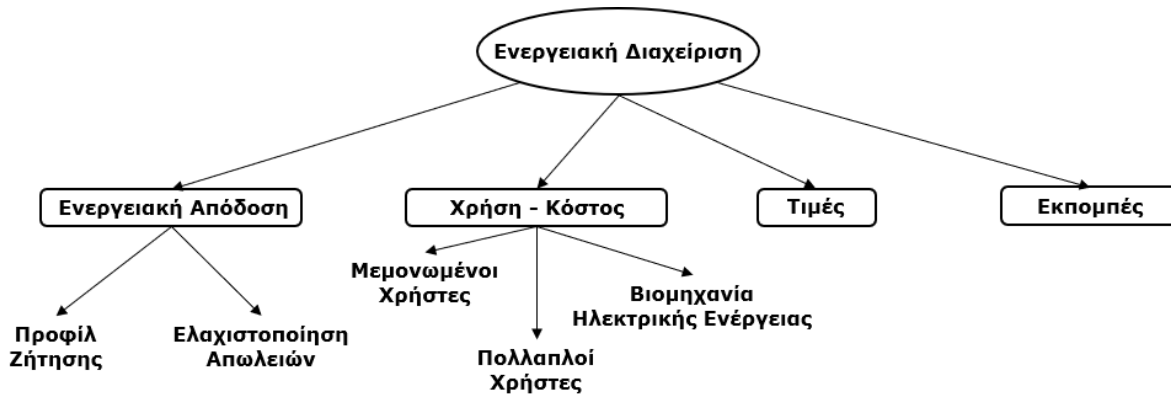 Ενεργειακή Διαχείριση
Ενεργειακή Απόδοση
Χρήση – Κόστος
Τιμές
Εκπομπές
Προφίλ
Ζήτησης
Ελαχιστοποίηση
Απωλειών
Μεμονωμένοι
Χρήστες
Πολλαπλοί
Χρήστες
Βιομηχανία
Ηλεκτρικής Ενέργειας